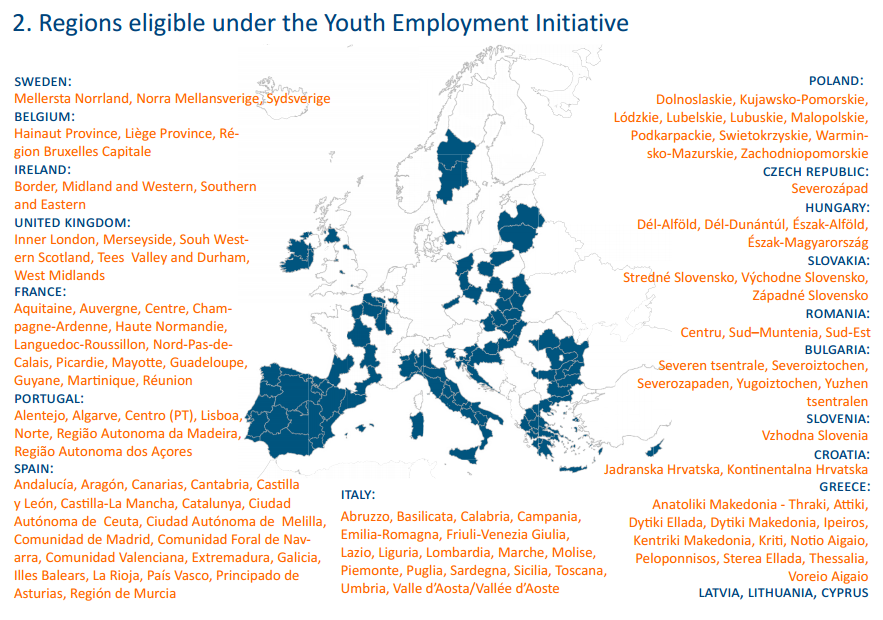 2. Regions eligible under the Youth Employment Initiative
SWEDEN:
Mellersta Norrland, Norra Mellansverige, Sydsverige
BELGIUM:
Hainaut Province, Liège Province, Ré-
gion Bruxelles Capitale
IRELAND:
Border, Midland and Western, Southern
and Eastern
UNITED KINGDOM:
Inner London, Merseyside, Souh West-
ern Scotland, Tees Valley and Durham,
West Midlands
FRANCE:
Aquitaine, Auvergne, Centre, Cham-
pagne-Ardenne, Haute Normandie,
Languedoc-Roussillon, Nord-Pas-de-
Calais, Picardie, Mayotte, Guadeloupe,
Guyane, Martinique, Réunion
PORTUGAL:
Alentejo, Algarve, Centro (PT), Lisboa,
Norte, Região Autonoma da Madeira,
Região Autonoma dos Açores
SPAIN:
Andalucía, Aragón, Canarias, Cantabria, Castilla
y León, Castilla-La Mancha, Catalunya, Ciudad
Autónoma de Ceuta, Ciudad Autónoma de Melilla,
Comunidad de Madrid, Comunidad Foral de Nav-
arra, Comunidad Valenciana, Extremadura, Galicia,
Illes Balears, La Rioja, País Vasco, Principado de
Asturias, Región de Murcia
ITALY:
Abruzzo, Basilicata, Calabria, Campania,
Emilia-Romagna, Friuli-Venezia Giulia,
Lazio, Liguria, Lombardia, Marche, Molise,
Piemonte, Puglia, Sardegna, Sicilia, Toscana,
Umbria, Valle d'Aosta/Vallée d'Aoste
POLAND:
Dolnoslaskie, Kujawsko-Pomorskie,
Lódzkie, Lubelskie, Lubuskie, Malopolskie,
Podkarpackie, Swietokrzyskie, Warmin-
sko-Mazurskie, Zachodniopomorskie
CZECH REPUBLIC:
Severozápad
HUNGARY:
Dél-Alföld, Dél-Dunántúl, Észak-Alföld,
Észak-Magyarország
SLOVAKIA:
Stredné Slovensko, Východne Slovensko,
Západné Slovensko
ROMANIA:
Centru, Sud–Muntenia, Sud-Est
BULGARIA:
Severen tsentrale, Severoiztochen,
Severozapaden, Yugoiztochen, Yuzhen
tsentralen
SLOVENIA:
Vzhodna Slovenia
CROATIA:
Jadranska Hrvatska, Kontinentalna Hrvatska
GREECE:
Anatoliki Makedonia - Thraki, Attiki,
Dytiki Ellada, Dytiki Makedonia, Ipeiros,
Kentriki Makedonia, Kriti, Notio Aigaio,
Peloponnisos, Sterea Ellada, Thessalia,
Voreio Aigaio
LATVIA, LITHUANIA, CYPRUS